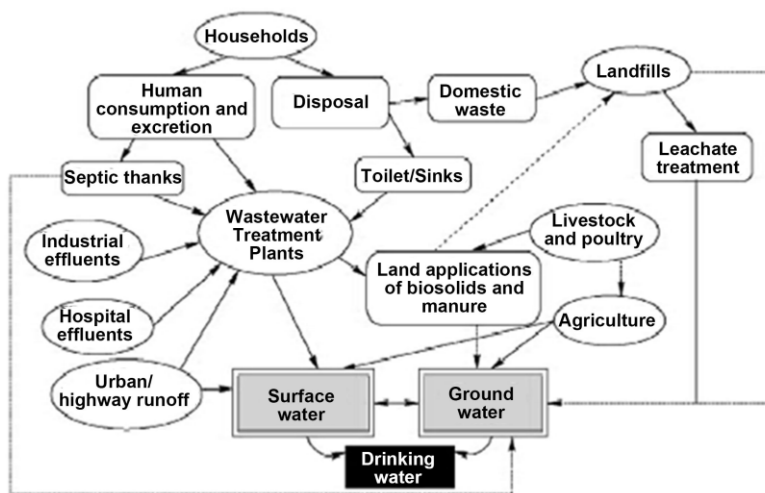 Households
Landfills
Human
consumption and
excretion
Disposal
Domestic
waste
Leachate
treatment
Septic thanks
Toilet/Sinks
Wastewater
Treatment
Plants
Livestock
and poultry
Industrial
effluents
Land applications
of biosolids and
manure
Hospital
effluents
Agriculture
Urban/
highway runoff
Surface
water
Ground
water
Drinking
water